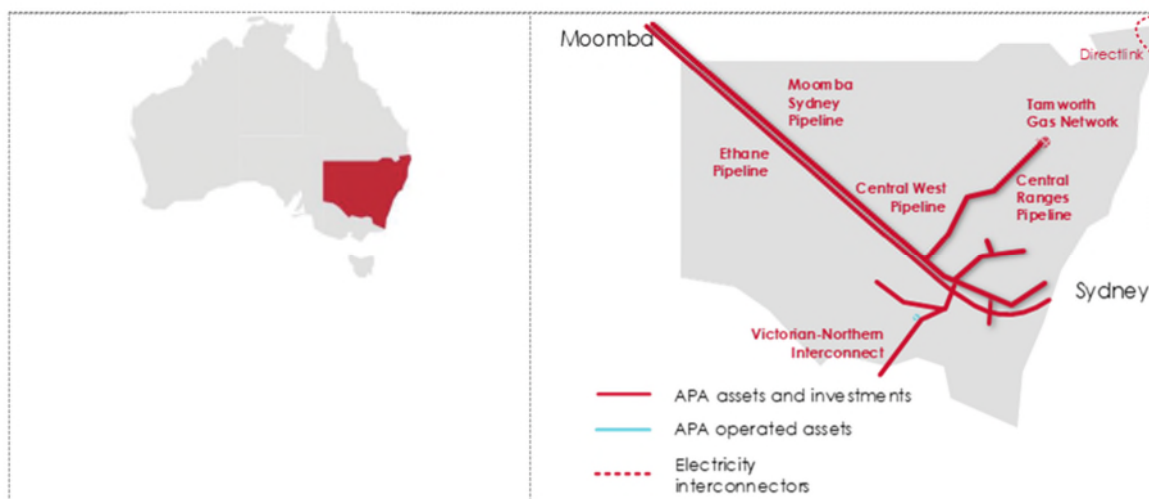 Moomba
Directlink
Moomba
Sydney
Pipeline
Tamworth
Gas Network
Ethane
Pipeline
Central West
Pipeline
Central
Ranges
Pipeline
Sydney
Victorian-Northern
Interconnect
APA assets and investments
APA operated assets
Electricity
interconnectors